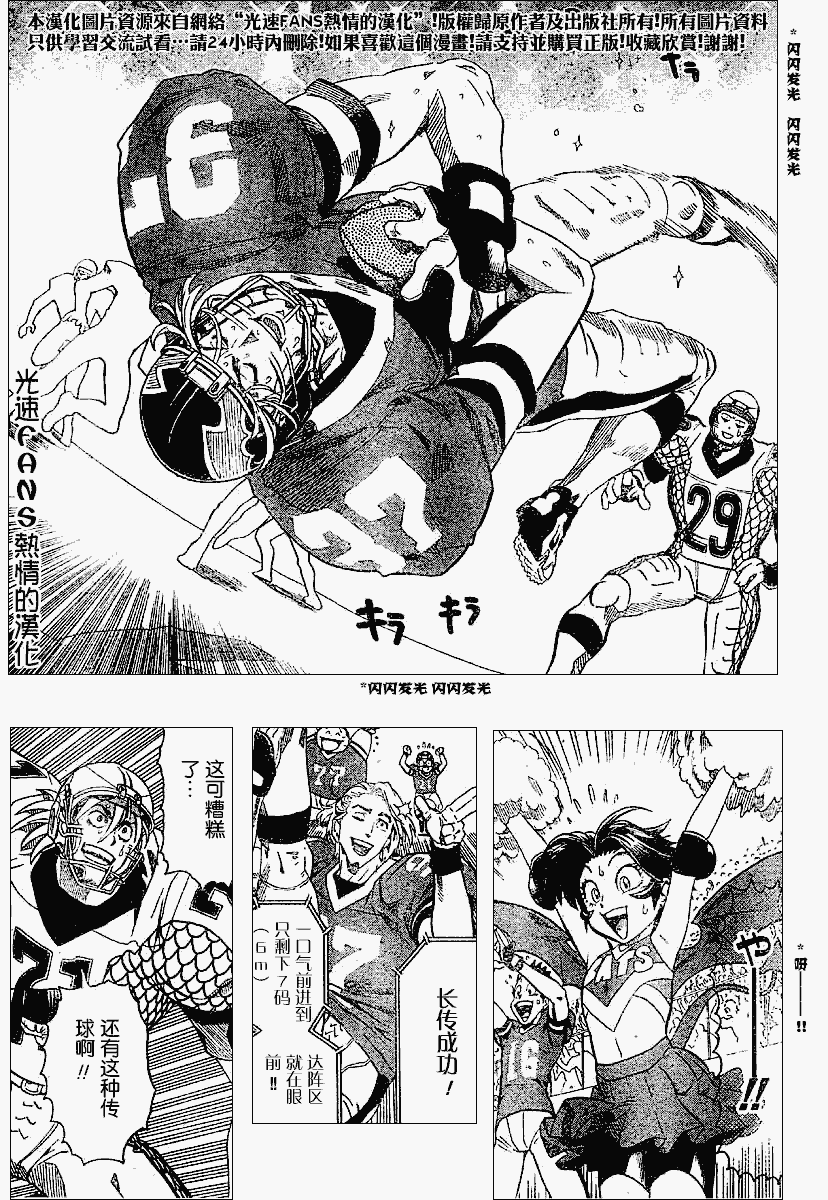 本漢化圖片資源來自網絡“光速FANS熱情的漢化”!版權歸原作者及出版社所有!所有圖片資料
只供學習交流試看…請24小時內刪除!如果喜歡這個漫畫!請支持並購買正版!收藏欣賞!謝謝!
*闪闪发光 闪闪发光
キラ
29
光速FANS熱情的漢化
キラ
キラ
*闪闪发光 闪闪发光
やーー!!
*呀——!!
16
77
7
长传成功!
一口气前进到
只剩下7码
(6m)
达阵区
就在眼
前!!
这可糟糕
了…
还有这种传
球啊!!